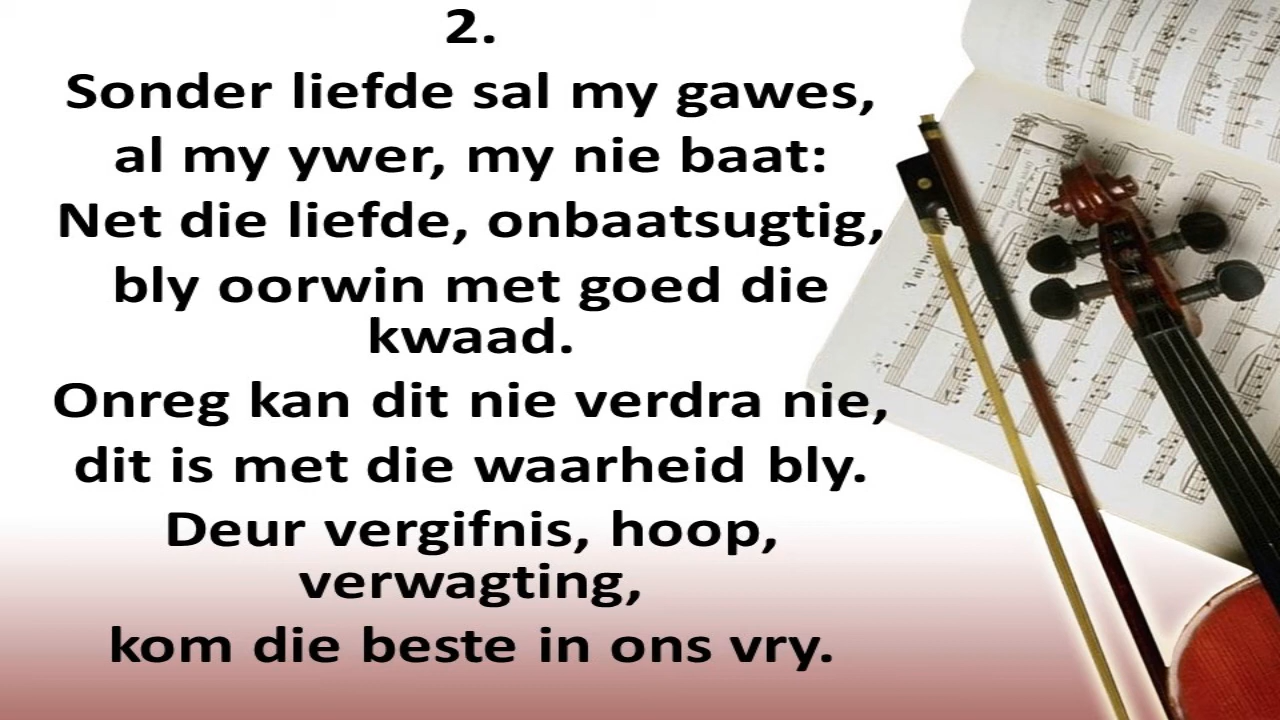 2.
Sonder liefde sal my gawes,
al my ywer, my nie baat:
Net die liefde, onbaatsugtig,
bly oorwin met goed die
kwaad.
Onreg kan dit nie verdra nie,
dit is met die waarheid bly.
Deur vergifnis, hoop,
verwagting,
kom die beste in ons vry.